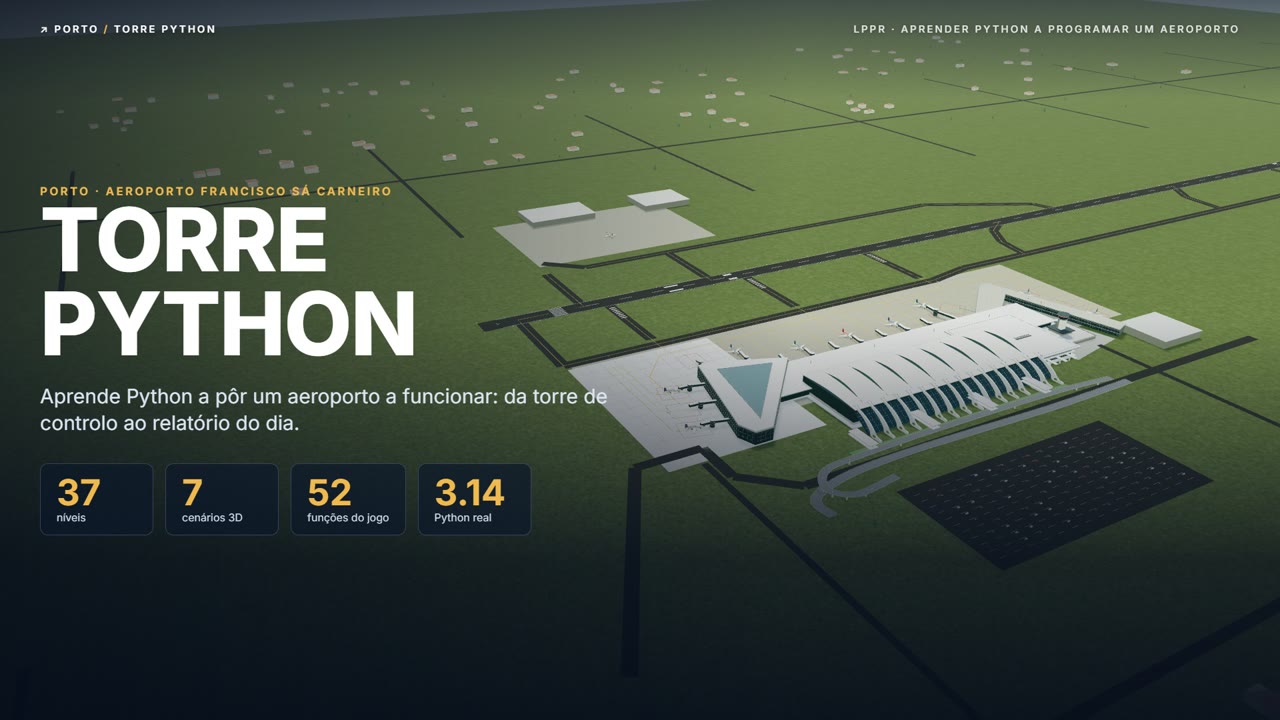 ↗ PORTO / TORRE PYTHON
LPPR · APRENDER PYTHON A PROGRAMAR UM AEROPORTO
PORTO · AEROPORTO FRANCISCO SÁ CARNEIRO
TORRE
PYTHON
Aprende Python a pôr um aeroporto a funcionar: da torre de
controlo ao relatório do dia.
37
níveis
7
cenários 3D
52
funções do jogo
3.14
Python real